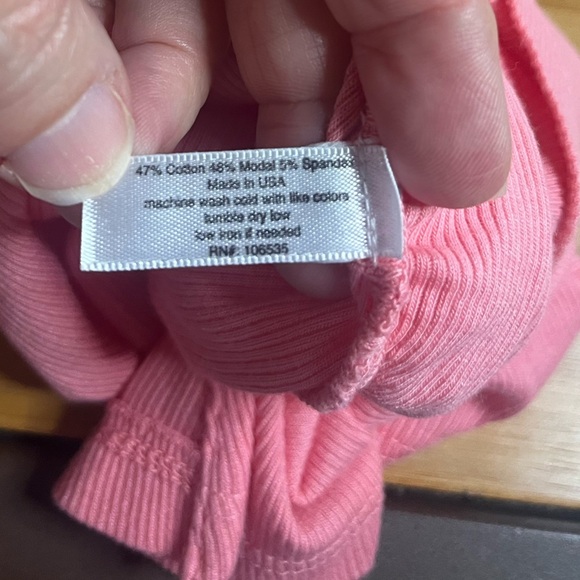 47% Cotton 48% Modal 5% Spandex
Made in USA
machine wash cold with like colors
tumble dry low
low iron if needed
RN#: 106535